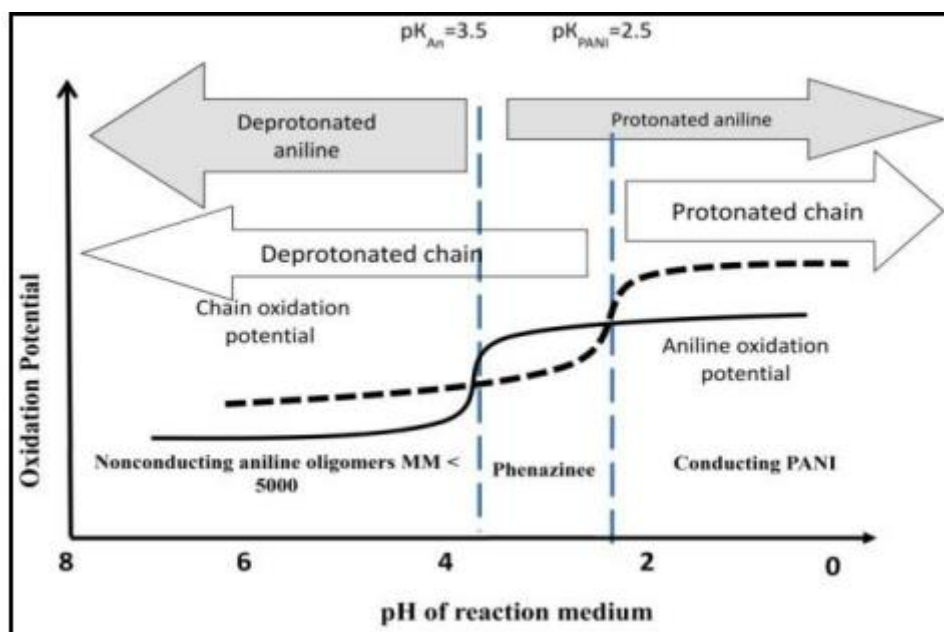 pK_An=3.5
pK_PANI=2.5
Deprotonated
aniline
Protonated aniline
Protonated chain
Deprotonated chain
Chain oxidation
potential
Aniline oxidation
potential
Oxidation Potential
Nonconducting aniline oligomers MM <
5000
Phenazinee
Conducting PANI
8
6
4
2
0
pH of reaction medium